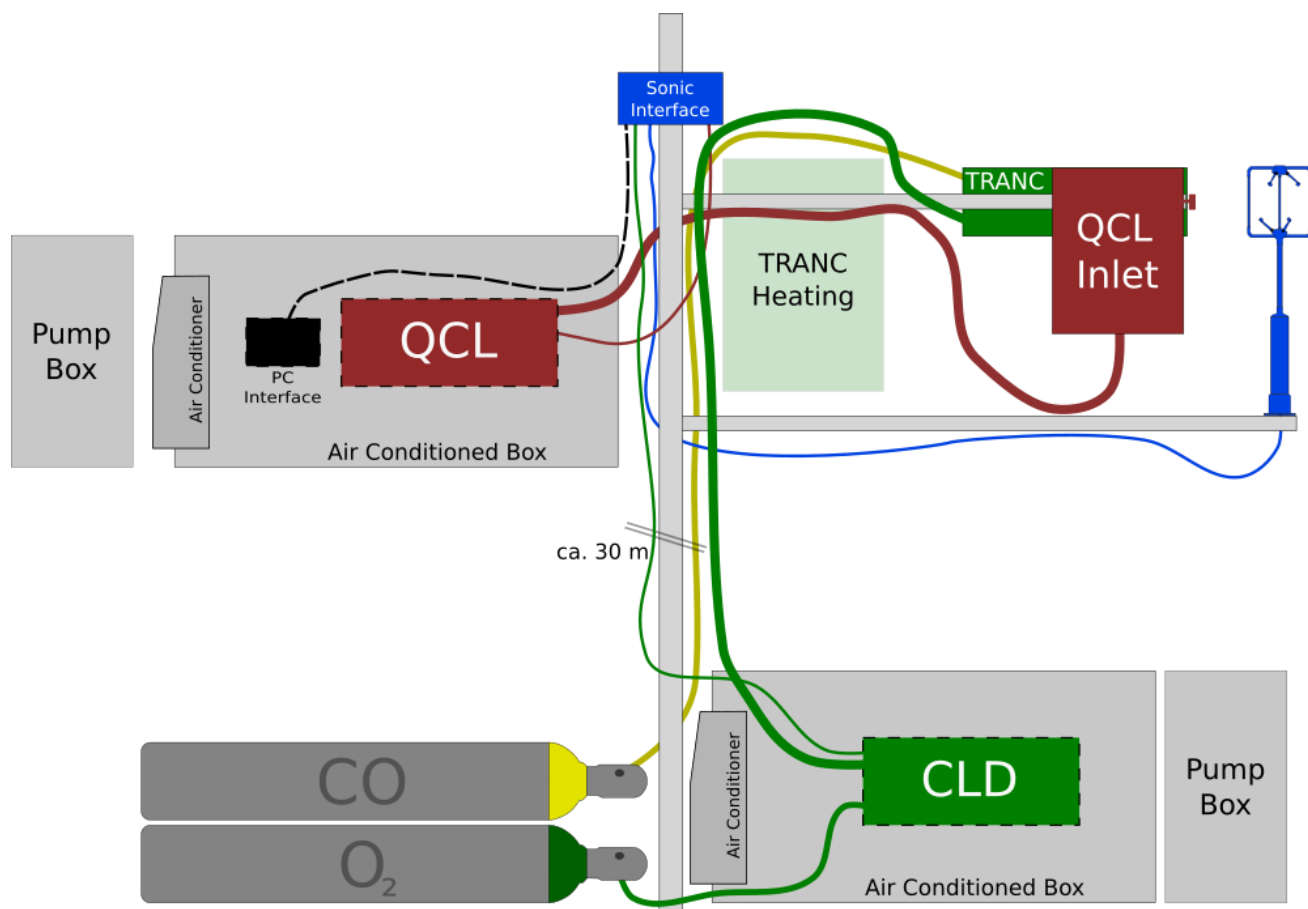 Sonic
Interface
TRANC
QCL
Inlet
TRANC
Heating
Pump
Box
Air Conditioner
QCL
PC
Interface
Air Conditioned Box
ca. 30 m
CO
O₂
Air Conditioner
CLD
Pump
Box
Air Conditioned Box